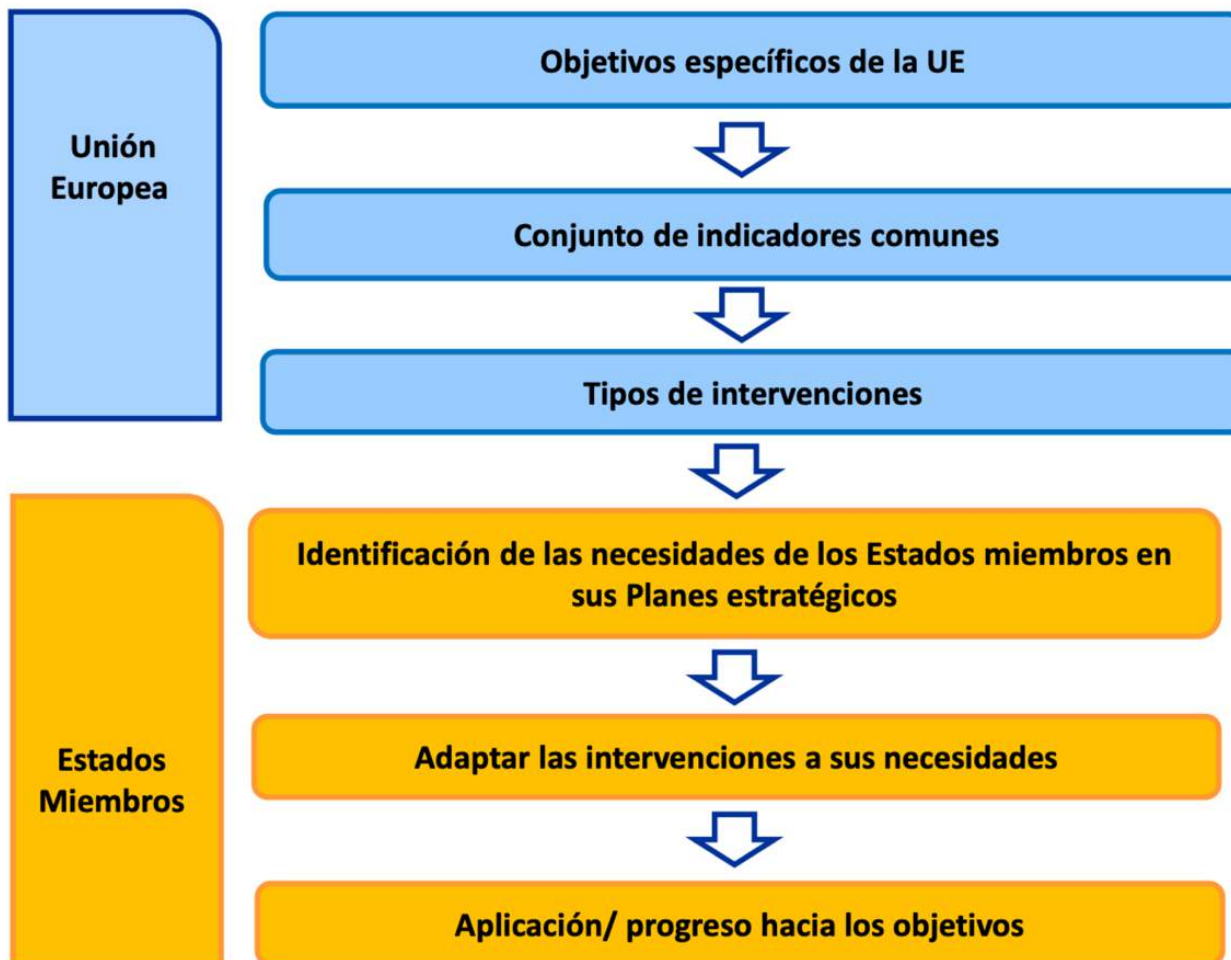 Unión
Europea
Objetivos específicos de la UE
Conjunto de indicadores comunes
Tipos de intervenciones
Estados
Miembros
Identificación de las necesidades de los Estados miembros en
sus Planes estratégicos
Adaptar las intervenciones a sus necesidades
Aplicación/ progreso hacia los objetivos